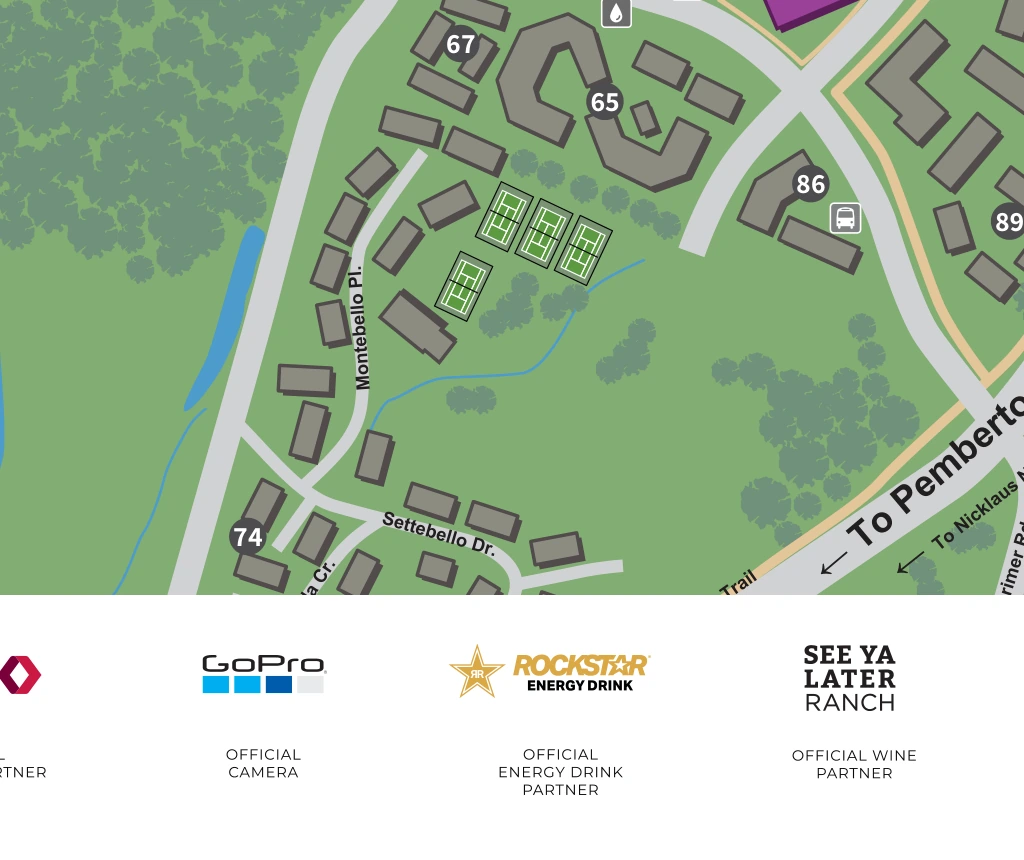 67
65
86
89
Montebello Pl.
74
Settebello Dr.
To Pemberto
To Nicklaus N
Trail
GoPro
ROCKSTAR
ENERGY DRINK
SEE YA
LATER
RANCH
RTNER
OFFICIAL
CAMERA
OFFICIAL
ENERGY DRINK
PARTNER
OFFICIAL WINE
PARTNER